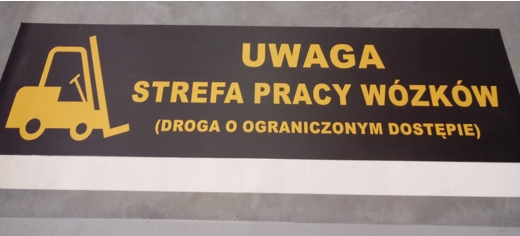 UWAGA
STREFA PRACY WÓZKÓW
(DROGA O OGRANICZONYM DOSTĘPIE)